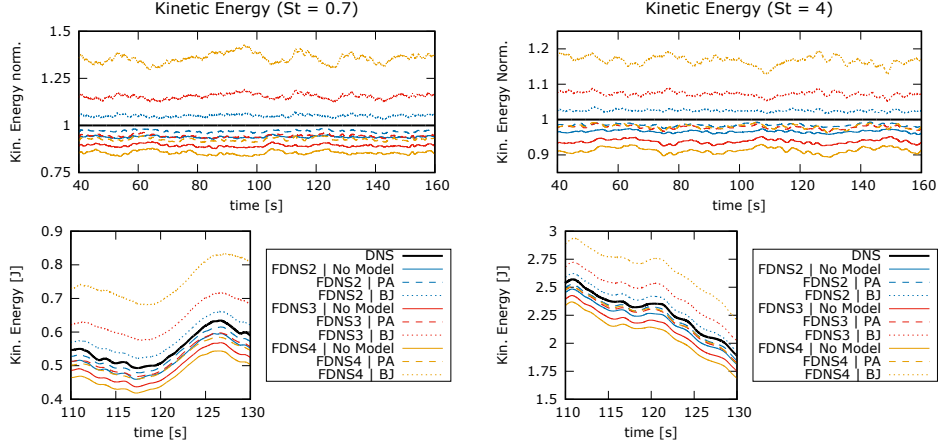 Kinetic Energy (St = 0.7)
Kin. Energy norm.
1.5
1.25
1
0.75
40 60 80 100 120 140 160
time [s]
Kinetic Energy (St = 4)
Kin. Energy Norm.
1.2
1.1
1
0.9
40 60 80 100 120 140 160
time [s]
Kin. Energy [J]
0.9
0.8
0.7
0.6
0.5
0.4
110 115 120 125 130
time [s]
DNS
FDNS2 | No Model
FDNS2 | PA
FDNS2 | BJ
FDNS3 | No Model
FDNS3 | PA
FDNS3 | BJ
FDNS4 | No Model
FDNS4 | PA
FDNS4 | BJ
Kin. Energy [J]
3
2.75
2.5
2.25
2
1.75
1.5
110 115 120 125 130
time [s]
DNS
FDNS2 | No Model
FDNS2 | PA
FDNS2 | BJ
FDNS3 | No Model
FDNS3 | PA
FDNS3 | BJ
FDNS4 | No Model
FDNS4 | PA
FDNS4 | BJ